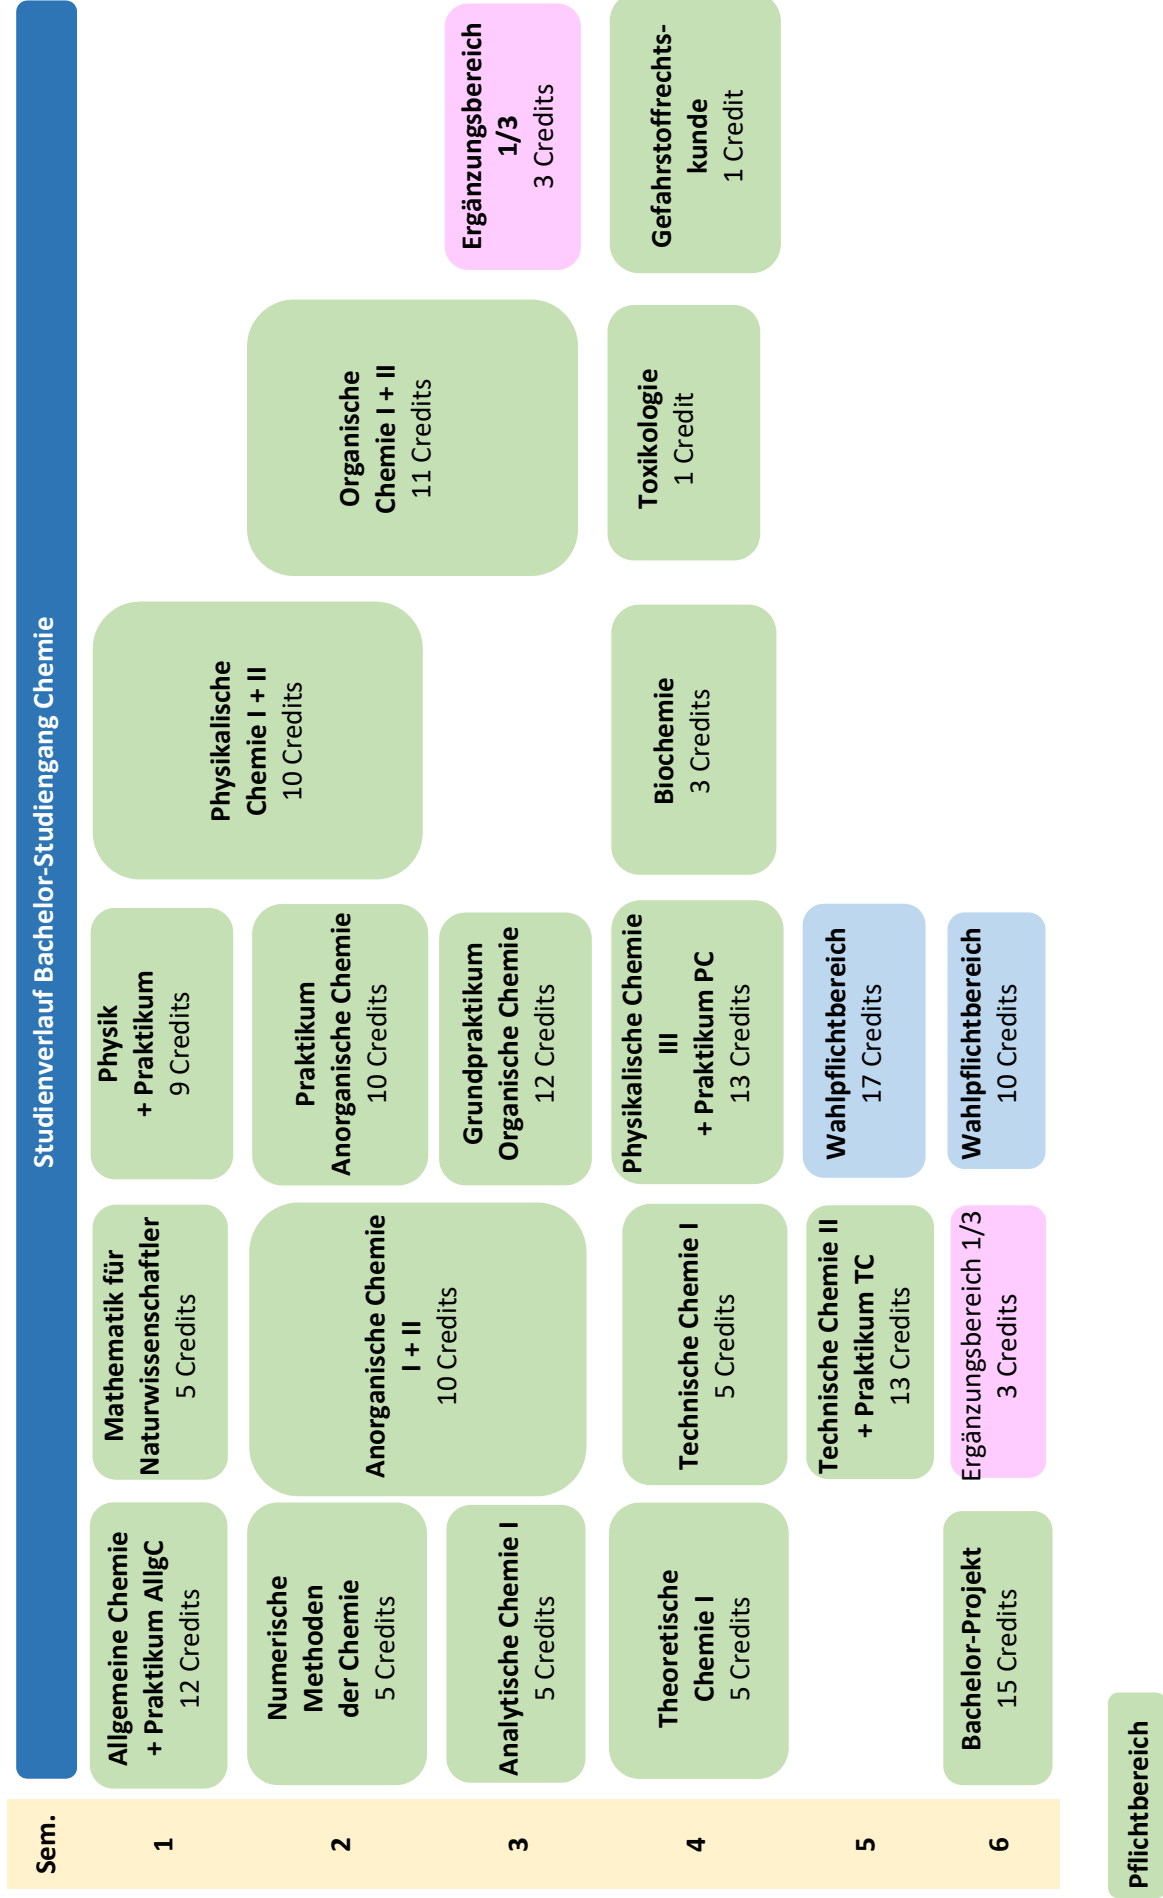 Studienverlauf Bachelor-Studiengang Chemie
Sem.
1
Allgemeine Chemie
+ Praktikum AllgC
12 Credits
Mathematik für
Naturwissenschaftler
5 Credits
Physik
+ Praktikum
9 Credits
Physikalische
Chemie I + II
10 Credits
2
Numerische
Methoden
der Chemie
5 Credits
Anorganische Chemie
I + II
10 Credits
Praktikum
Anorganische Chemie
10 Credits
Organische
Chemie I + II
11 Credits
3
Analytische Chemie I
5 Credits
Grundpraktikum
Organische Chemie
12 Credits
Ergänzungsbereich
1/3
3 Credits
4
Theoretische
Chemie I
5 Credits
Technische Chemie I
5 Credits
Physikalische Chemie
III
+ Praktikum PC
13 Credits
Biochemie
3 Credits
Toxikologie
1 Credit
Gefahrstoffrechts-
kunde
1 Credit
5
Technische Chemie II
+ Praktikum TC
13 Credits
Wahlpflichtbereich
17 Credits
6
Bachelor-Projekt
15 Credits
Ergänzungsbereich 1/3
3 Credits
Wahlpflichtbereich
10 Credits
Pflichtbereich